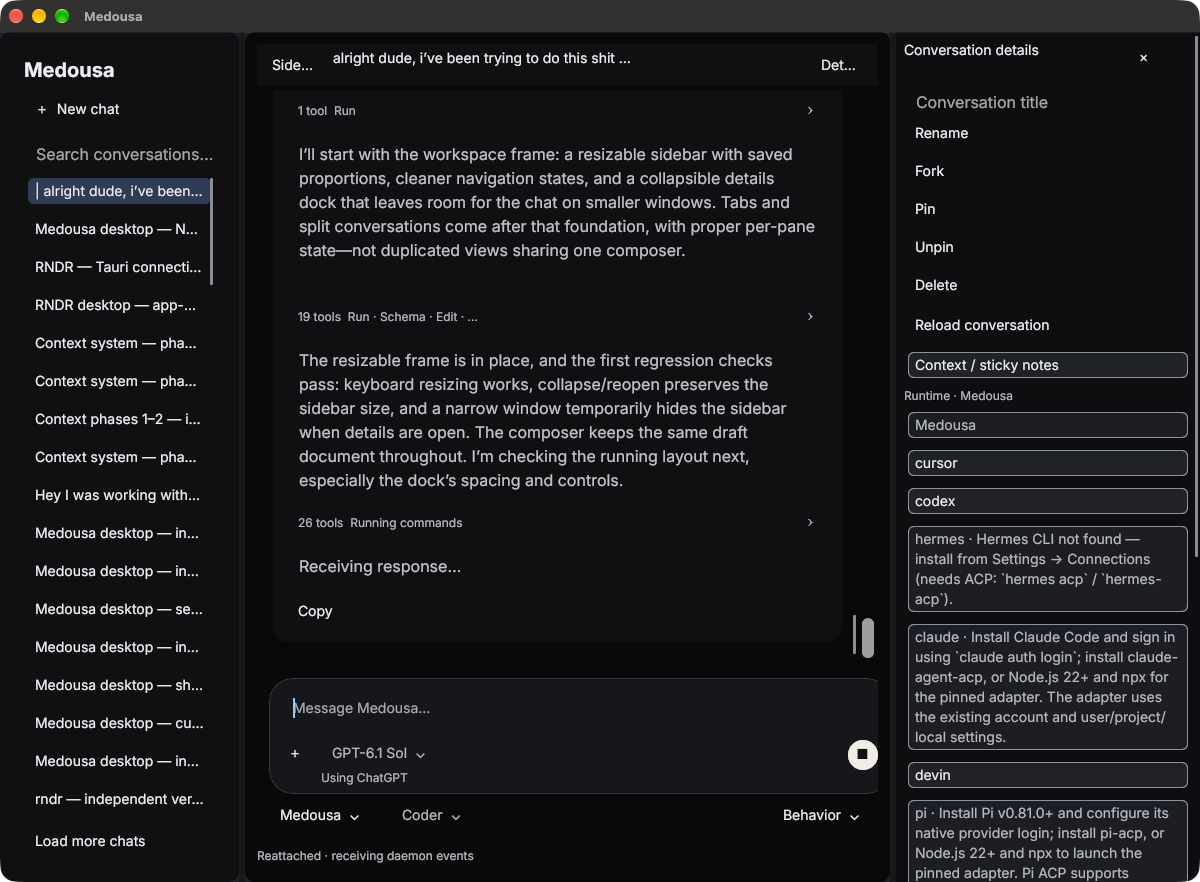 Medousa
Medousa
+ New chat
Search conversations...
alright dude, i’ve been...
Medousa desktop — N...
RNDR — Tauri connecti...
RNDR desktop — app-...
Context system — pha...
Context system — pha...
Context phases 1–2 — i...
Context system — pha...
Hey I was working with...
Medousa desktop — in...
Medousa desktop — in...
Medousa desktop — se...
Medousa desktop — in...
Medousa desktop — sh...
Medousa desktop — cu...
Medousa desktop — in...
rndr — independent ver...
Load more chats
Side...
alright dude, i’ve been trying to do this shit ...
Det...
1 tool Run
I’ll start with the workspace frame: a resizable sidebar with saved
proportions, cleaner navigation states, and a collapsible details
dock that leaves room for the chat on smaller windows. Tabs and
split conversations come after that foundation, with proper per-pane
state—not duplicated views sharing one composer.
19 tools Run · Schema · Edit · ...
The resizable frame is in place, and the first regression checks
pass: keyboard resizing works, collapse/reopen preserves the
sidebar size, and a narrow window temporarily hides the sidebar
when details are open. The composer keeps the same draft
document throughout. I’m checking the running layout next,
especially the dock’s spacing and controls.
26 tools Running commands
Receiving response...
Copy
Message Medousa...
+ GPT-6.1 Sol
Using ChatGPT
Medousa
Coder
Behavior
Reattached · receiving daemon events
Conversation details
×
Conversation title
Rename
Fork
Pin
Unpin
Delete
Reload conversation
Context / sticky notes
Runtime · Medousa
Medousa
cursor
codex
hermes · Hermes CLI not found —
install from Settings → Connections
(needs ACP: `hermes acp` / `hermes-
acp`).
claude · Install Claude Code and sign in
using `claude auth login`; install claude-
agent-acp, or Node.js 22+ and npx for
the pinned adapter. The adapter uses
the existing account and user/project/
local settings.
devin
pi · Install Pi v0.81.0+ and configure its
native provider login; install pi-acp, or
Node.js 22+ and npx to launch the
pinned adapter. Pi ACP supports